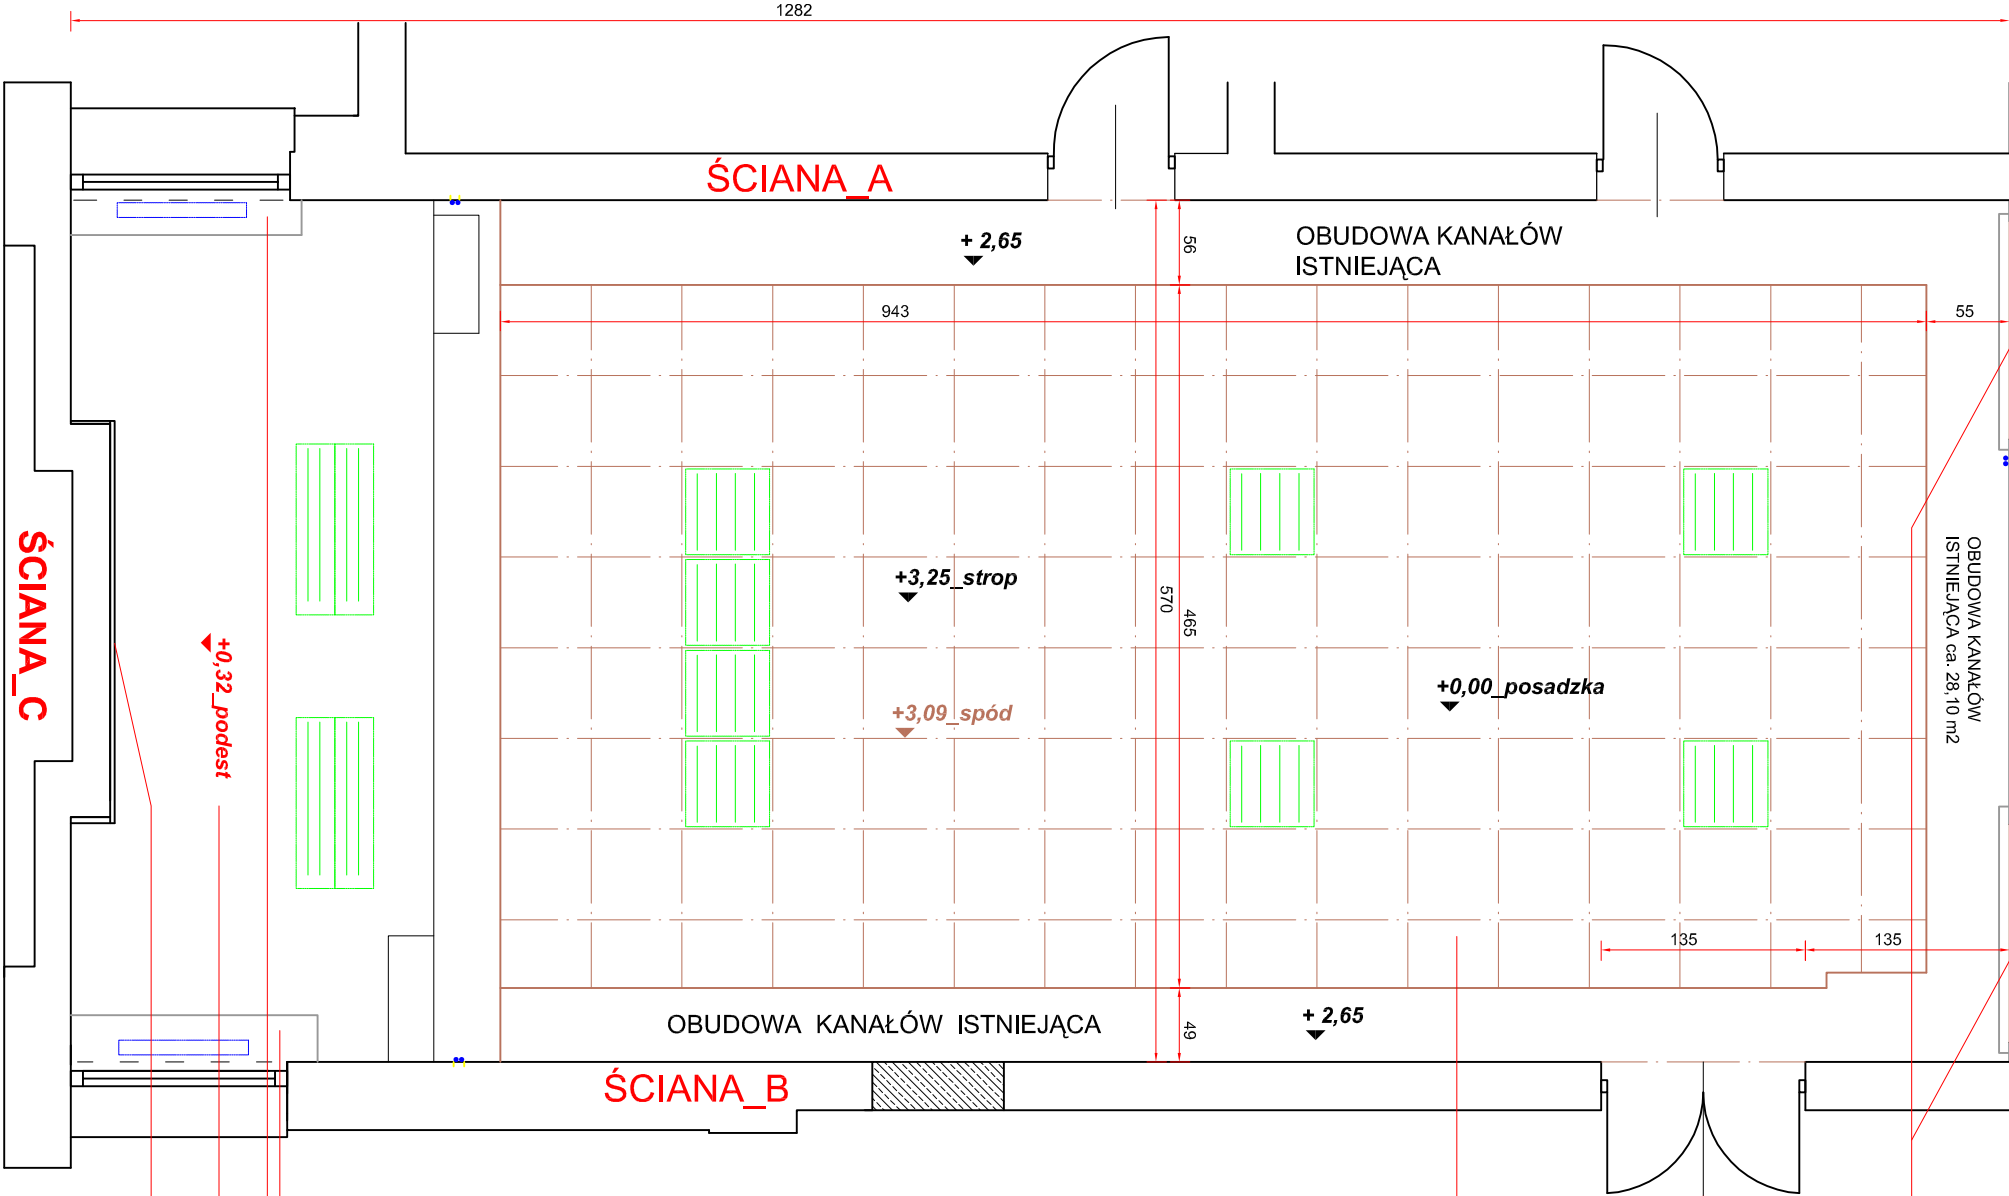 1282
ŚCIANA_A
+ 2,65
56
OBUDOWA KANAŁÓW
ISTNIEJĄCA
943
55
ŚCIANA_C
+0,32_podest
+3,25_strop
570
465
+3,09_spód
+0,00_posadzka
OBUDOWA KANAŁÓW
ISTNIEJĄCA ca. 28,10 m2
135
135
OBUDOWA KANAŁÓW ISTNIEJĄCA
49
+ 2,65
ŚCIANA_B